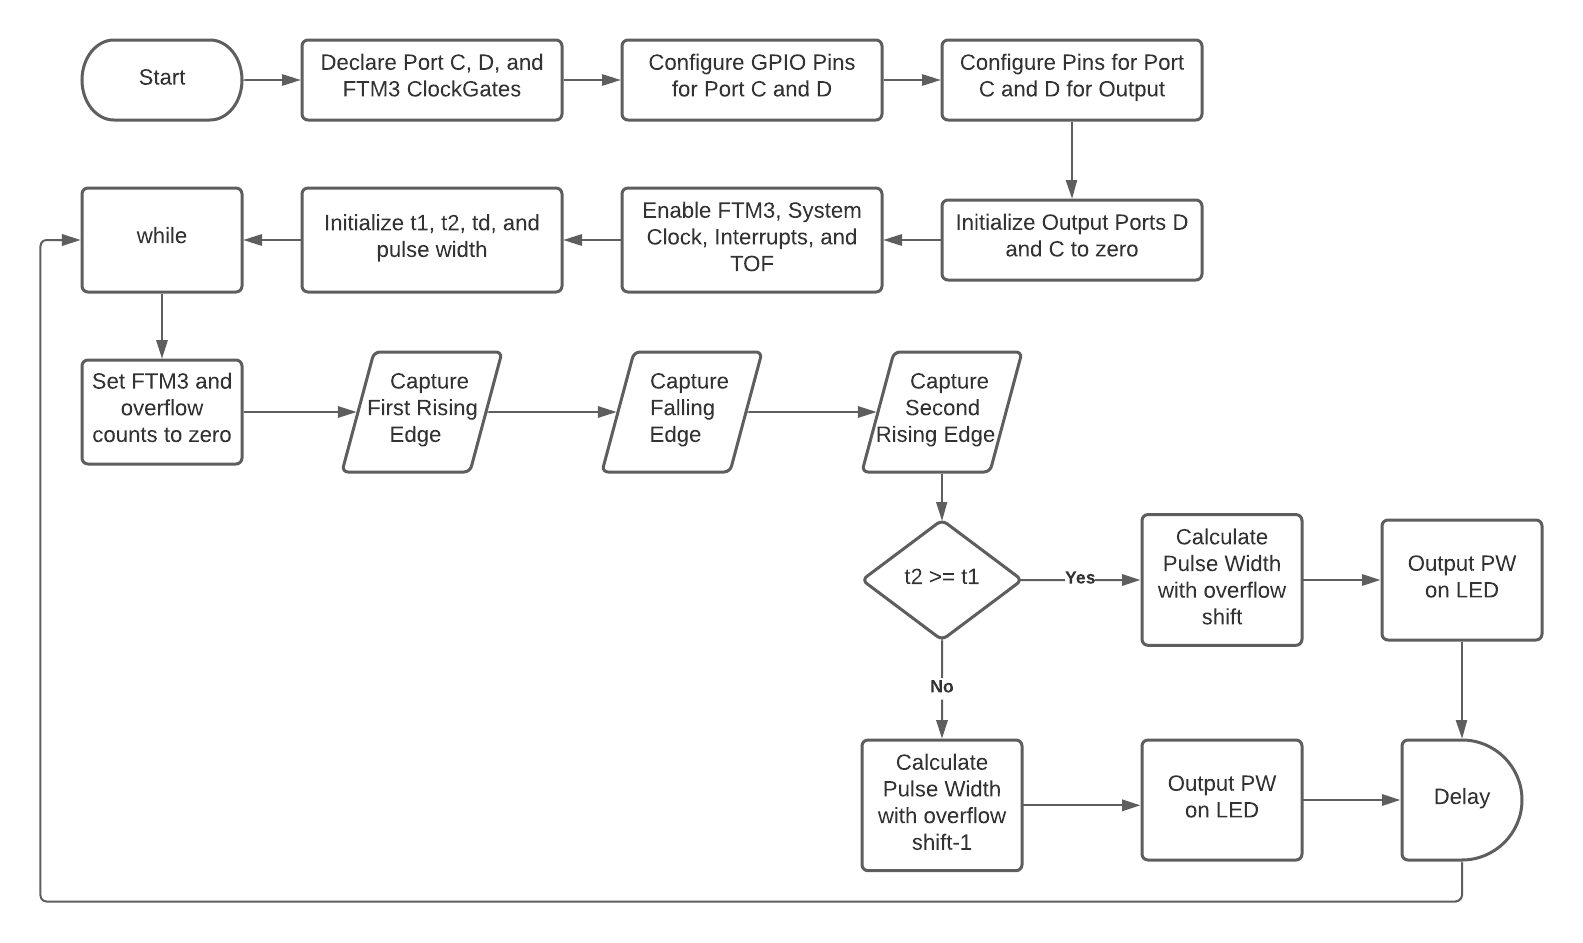 Start
Declare Port C, D, and
FTM3 ClockGates
Configure GPIO Pins
for Port C and D
Configure Pins for Port
C and D for Output
Initialize Output Ports D
and C to zero
Enable FTM3, System
Clock, Interrupts, and
TOF
Initialize t1, t2, td, and
pulse width
while
Set FTM3 and
overflow
counts to zero
Capture
First Rising
Edge
Capture
Falling
Edge
Capture
Second
Rising Edge
t2 >= t1
Yes
Calculate
Pulse Width
with overflow
shift
Output PW
on LED
No
Calculate
Pulse Width
with overflow
shift-1
Output PW
on LED
Delay